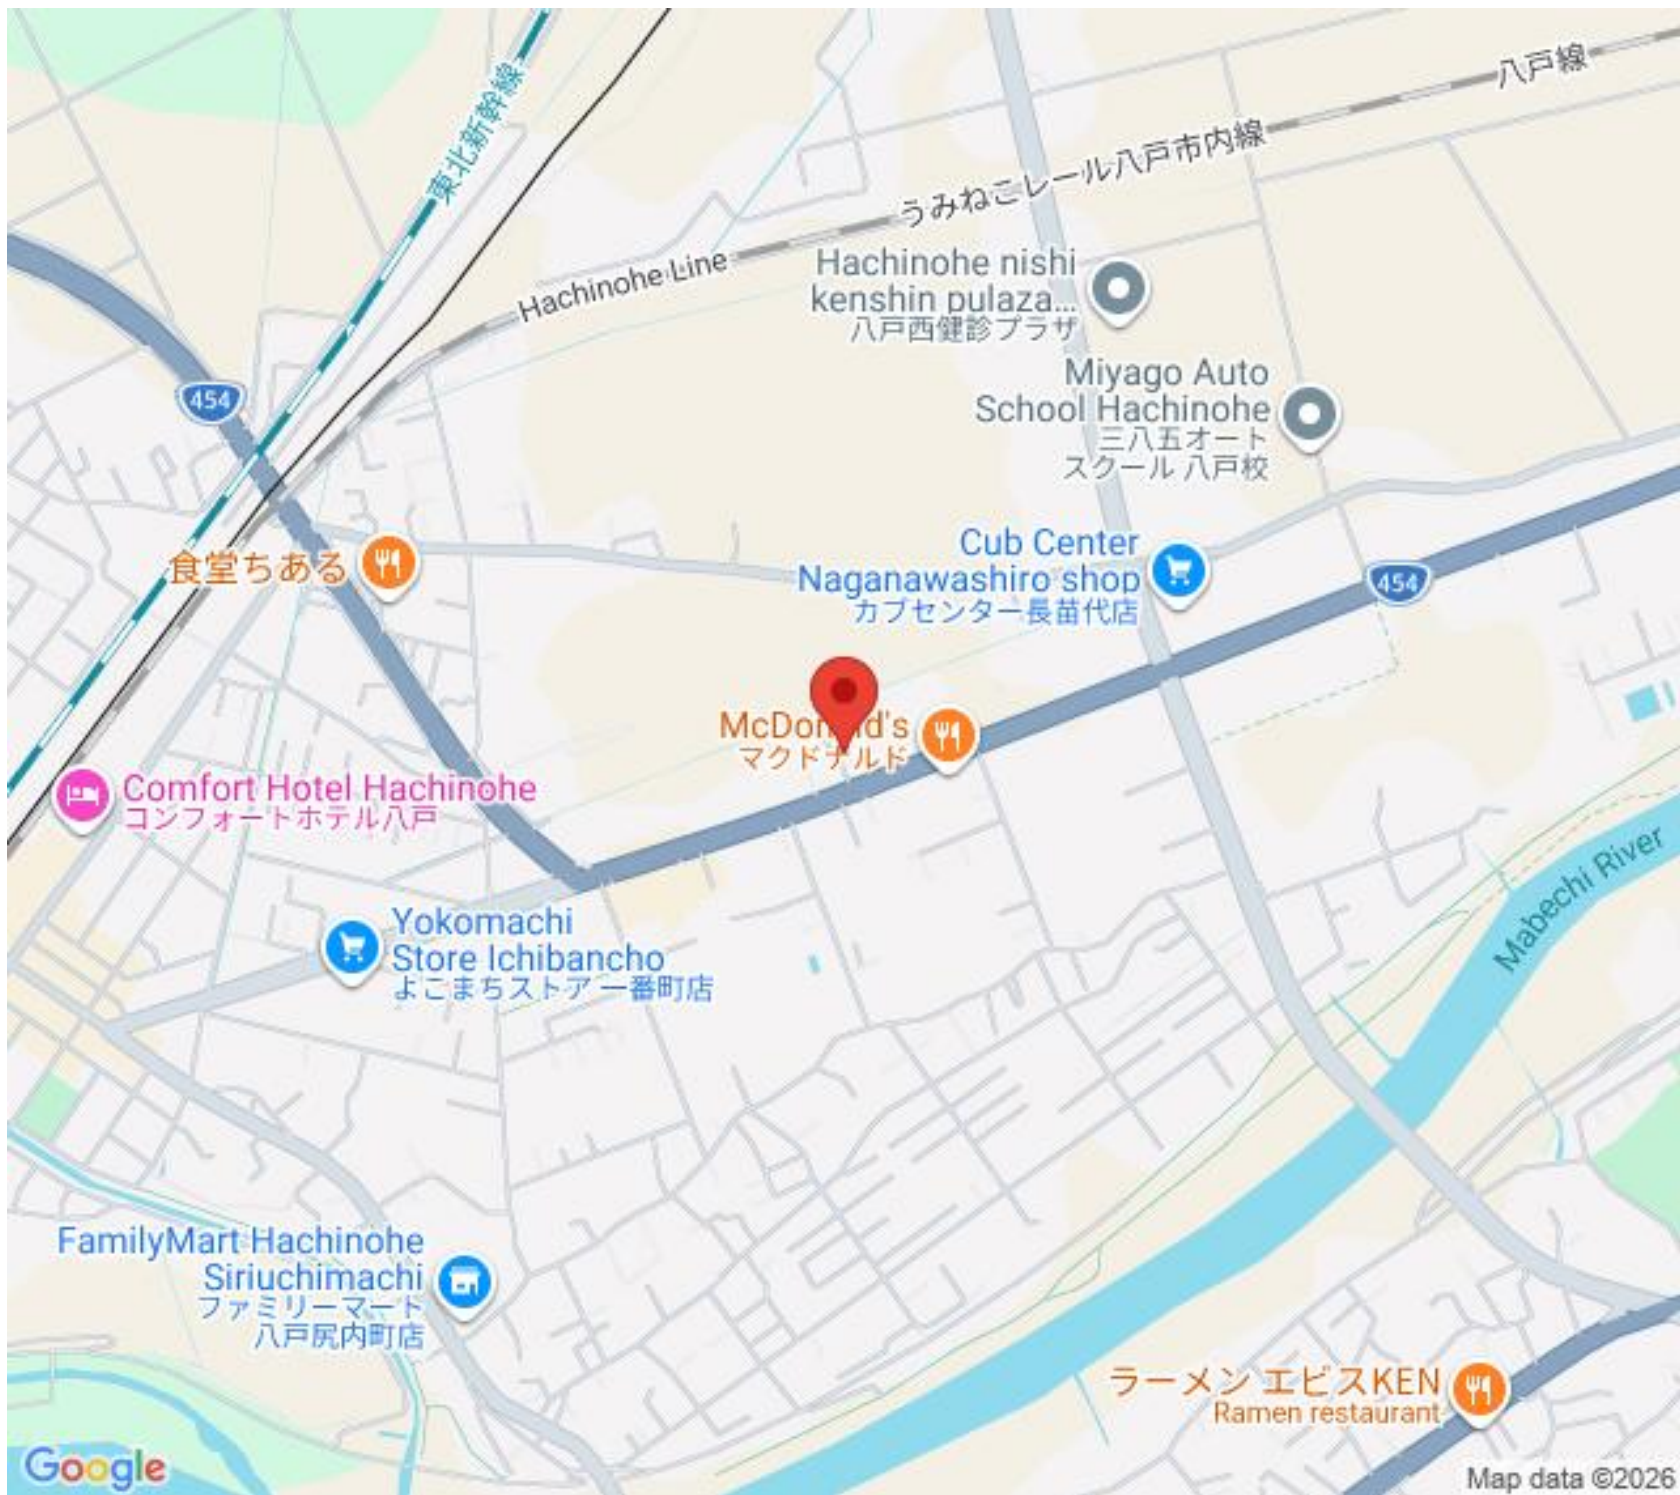 東北新幹線
八戸線
うみねこレール八戸市内線
Hachinohe Line
Hachinohe nishi
kenshin pulaza...
八戸西健診プラザ
Miyago Auto
School Hachinohe
三八五オート
スクール 八戸校
454
Cub Center
Naganawashiro shop
カブセンター長苗代店
食堂ちある
454
McDonald's
マクドナルド
Comfort Hotel Hachinohe
コンフォートホテル八戸
Mabechi River
Yokomachi
Store Ichibancho
よこまちストア 一番町店
FamilyMart Hachinohe
Siriuchimachi
ファミリーマート
八戸尻内町店
ラーメン エビスKEN
Ramen restaurant
Google
Map data ©2026